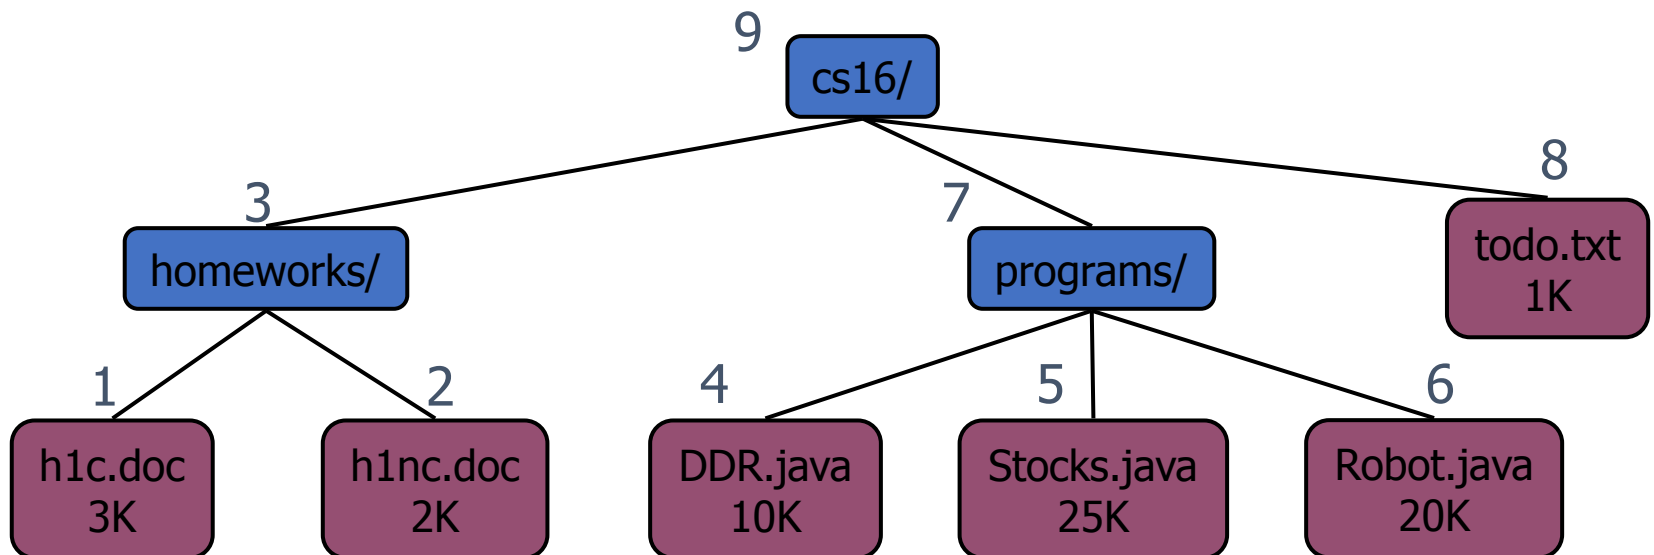 9
cs16/
3
7
8
homeworks/
programs/
todo.txt
1K
1
2
4
5
6
h1c.doc
3K
h1nc.doc
2K
DDR.java
10K
Stocks.java
25K
Robot.java
20K